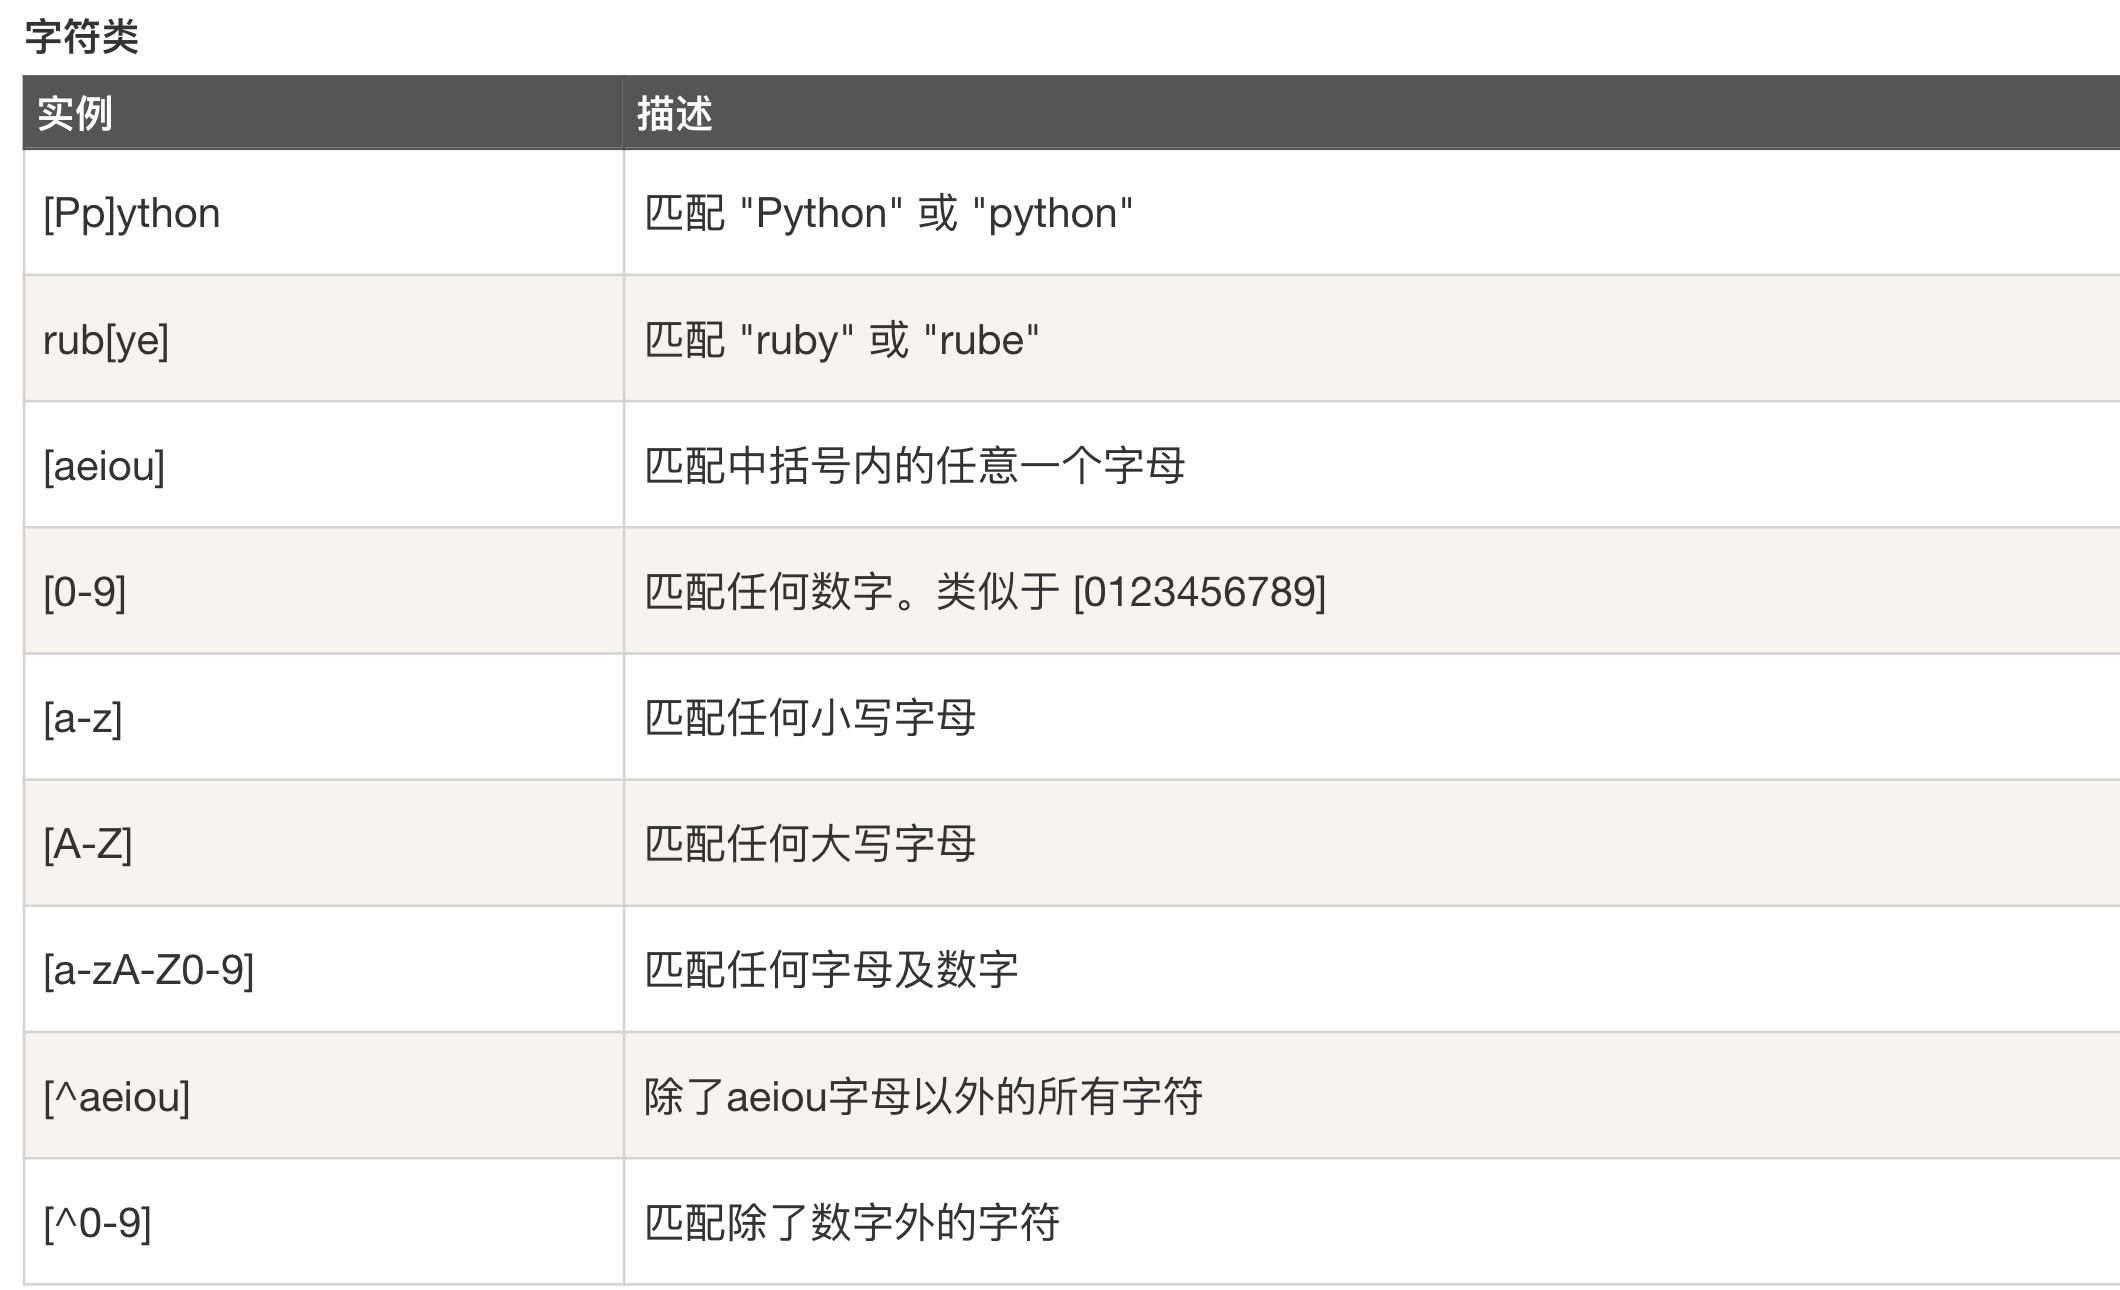 字符类
实例 描述
[Pp]ython 匹配 "Python" 或 "python"
rub[ye] 匹配 "ruby" 或 "rube"
[aeiou] 匹配中括号内的任意一个字母
[0-9] 匹配任何数字。类似于 [0123456789]
[a-z] 匹配任何小写字母
[A-Z] 匹配任何大写字母
[a-zA-Z0-9] 匹配任何字母及数字
[^aeiou] 除了aeiou字母以外的所有字符
[^0-9] 匹配除了数字外的字符